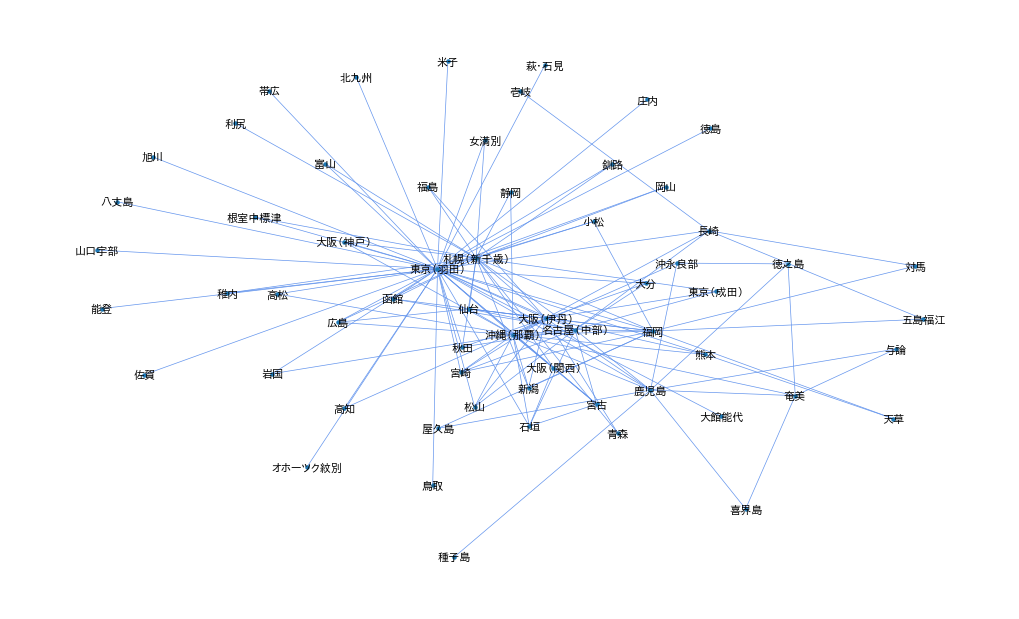 米子
萩・石見
北九州
帯広
壱岐
庄内
利尻
徳島
女満別
旭川
富山
釧路
福島
岡山
静岡
八丈島
根室中標津
小松
長崎
大阪(神戸)
山口宇部
札幌(新千歳)
東京(羽田)
沖永良部
徳之島
対馬
大分
東京(成田)
稚内
高松
函館
能登
仙台
大阪(伊丹)
五島福江
広島
名古屋(中部)
福岡
沖縄(那覇)
秋田
与論
熊本
大阪(関西)
佐賀
岩国
宮崎
新潟
鹿児島
奄美
高知
松山
宮古
大館能代
天草
屋久島
石垣
青森
オホーツク紋別
鳥取
喜界島
種子島